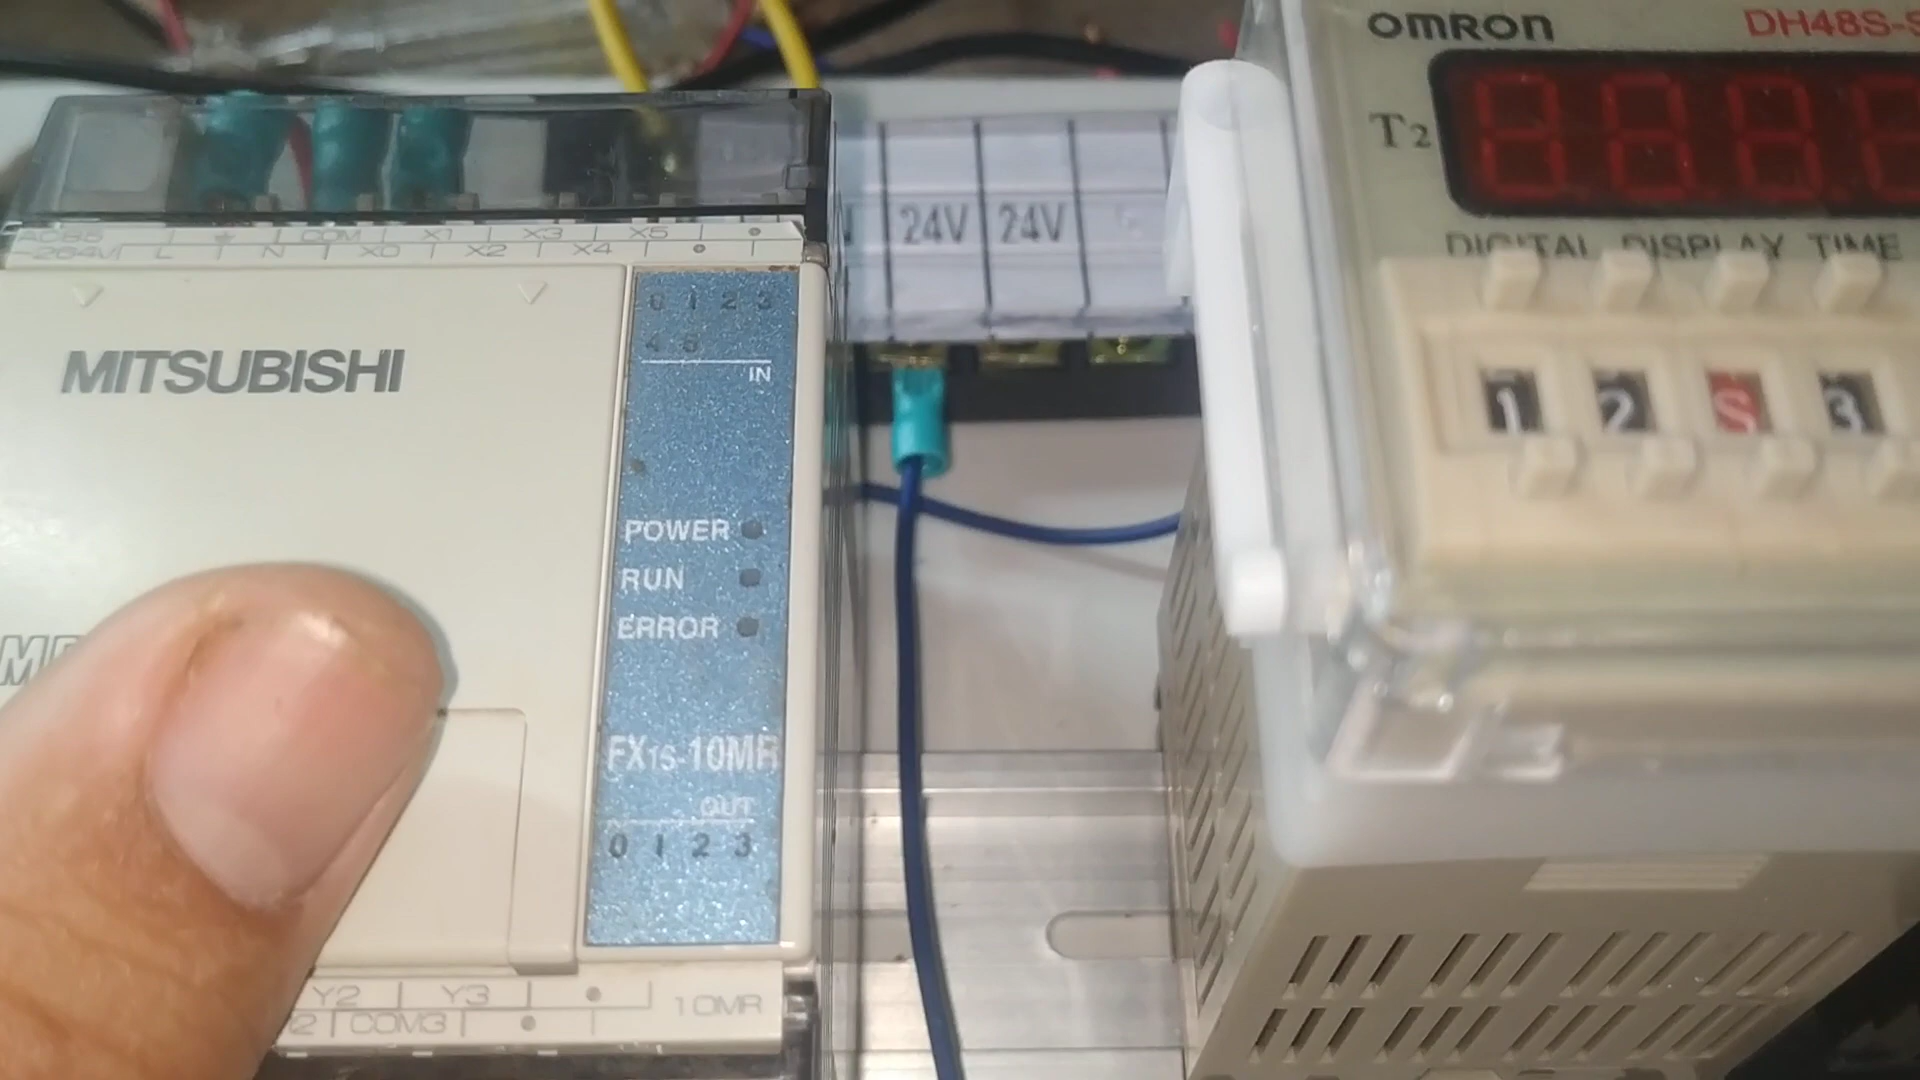 OMRON
DH48S-S
T2
N
24V
24V
X1
X3
X5
L
N
X0
X2
X4
COM
DIGITAL DISPLAY TIME
0 1 2 3
4 5
IN
MITSUBISHI
1 2 S 3
POWER
RUN
ERROR
FX1S-10MR
OUT
0 1 2 3
Y2
Y3
COM3
10MR